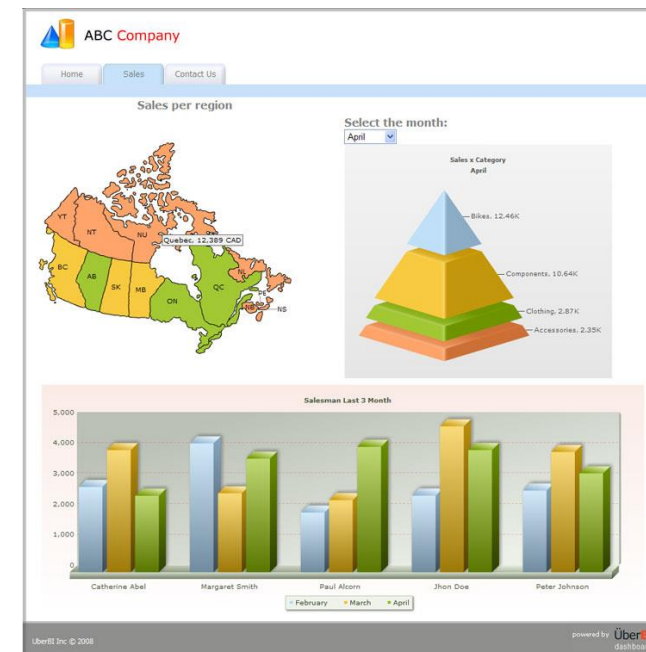 ABC Company
Home Sales Contact Us
Sales per region
Select the month:
April
Sales x Category
April
Bikes, 12.46K
Components, 10.64K
Clothing, 2.87K
Accessories, 2.35K
YT
NT
NU
Quebec, 12,389 CAD
BC
AB
SK
MB
ON
QC
NL
PE
NB
NS
Salesman Last 3 Month
5,000
4,000
3,000
2,000
1,000
0
Catherine Abel Margaret Smith Paul Alcorn Jhon Doe Peter Johnson
February March April
UberBI Inc © 2008
powered by Über